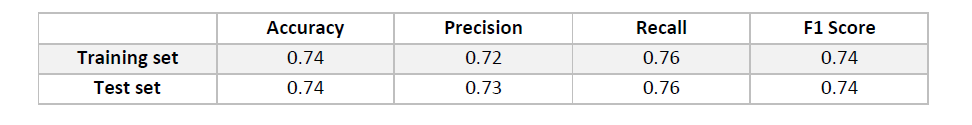 Accuracy Precision Recall F1 Score
Training set 0.74 0.72 0.76 0.74
Test set 0.74 0.73 0.76 0.74